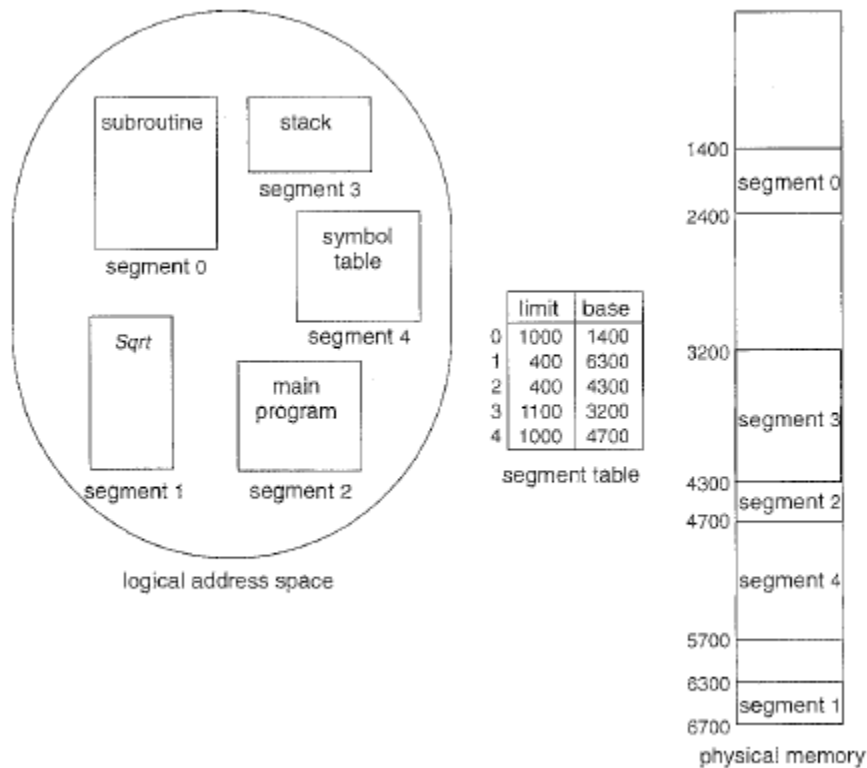 subroutine
segment 0
stack
segment 3
symbol
table
segment 4
Sqrt
segment 1
main
program
segment 2
logical address space
limit base
0 1000 1400
1 400 6300
2 400 4300
3 1100 3200
4 1000 4700
segment table
1400
segment 0
2400
3200
segment 3
4300
segment 2
4700
segment 4
5700
6300
segment 1
6700
physical memory